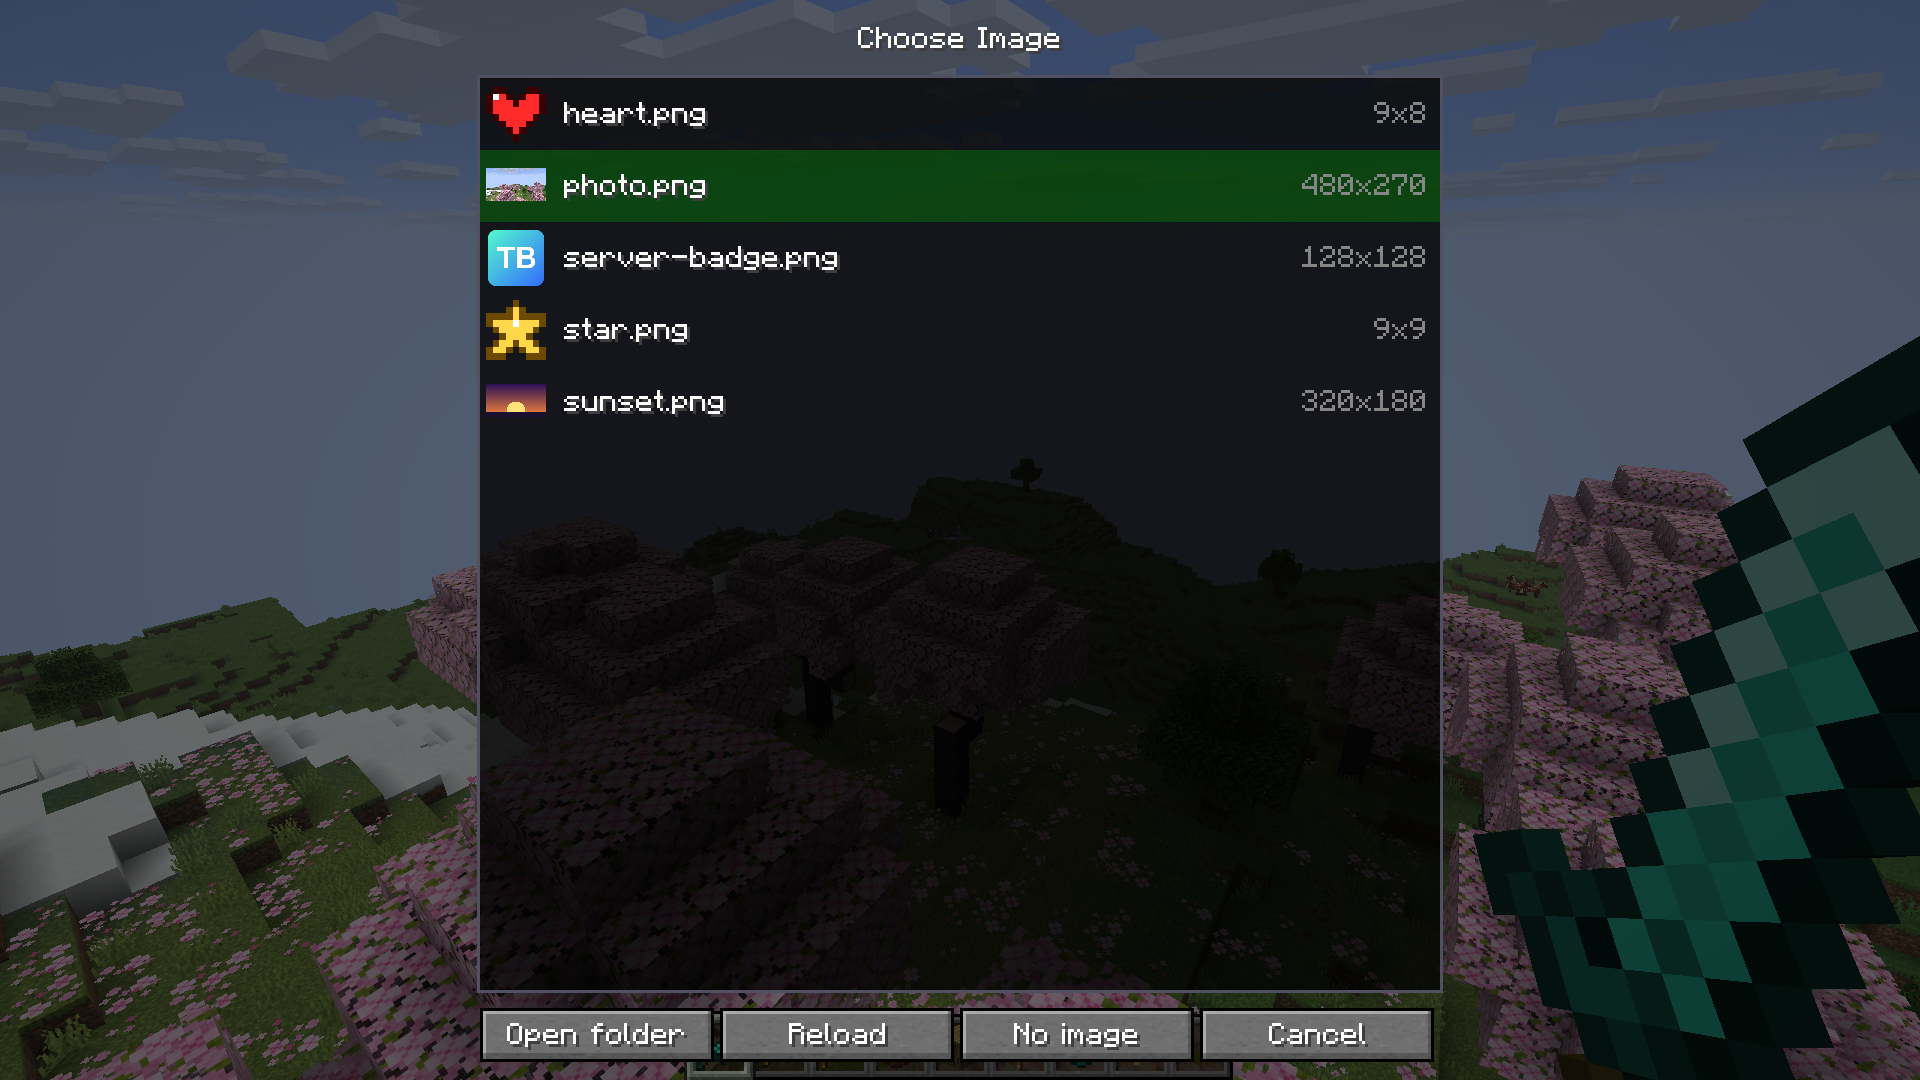 Choose Image
heart.png 9x8
photo.png 480x270
TB server-badge.png 128x128
star.png 9x9
sunset.png 320x180
Open folder Reload No image Cancel